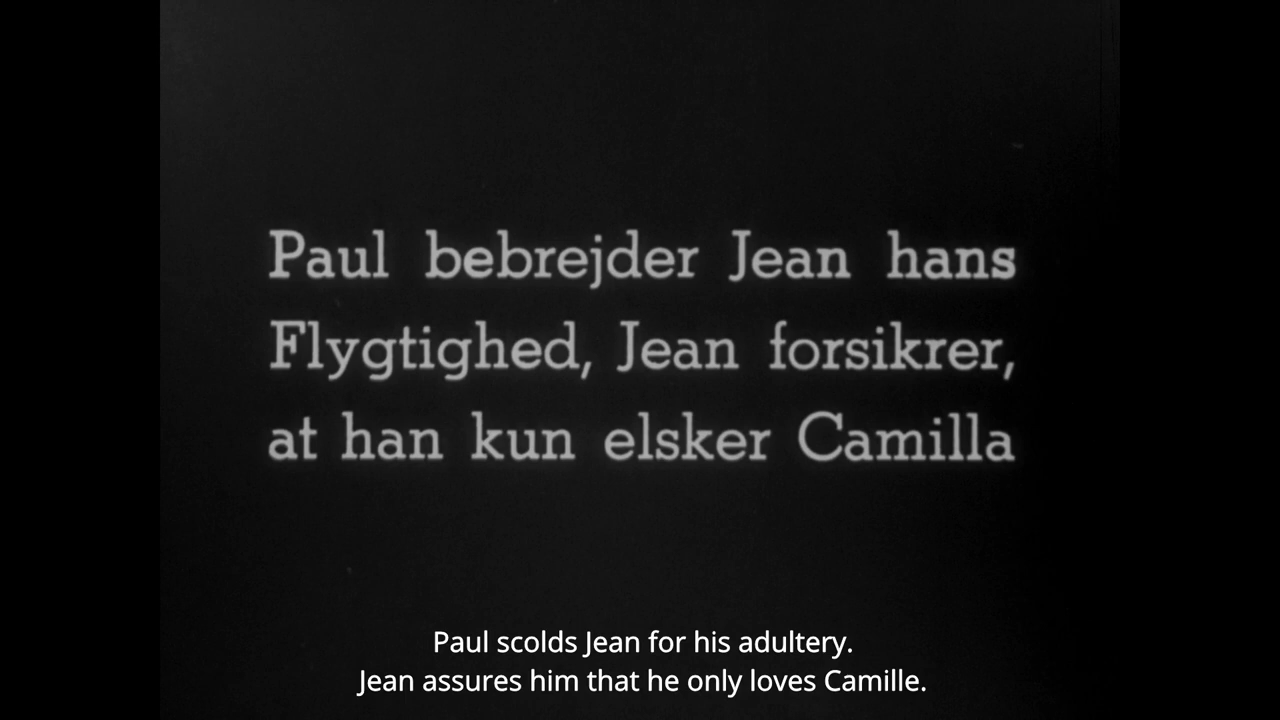 Paul bebrejder Jean hans
Flygtighed, Jean forsikrer,
at han kun elsker Camilla
Paul scolds Jean for his adultery.
Jean assures him that he only loves Camille.